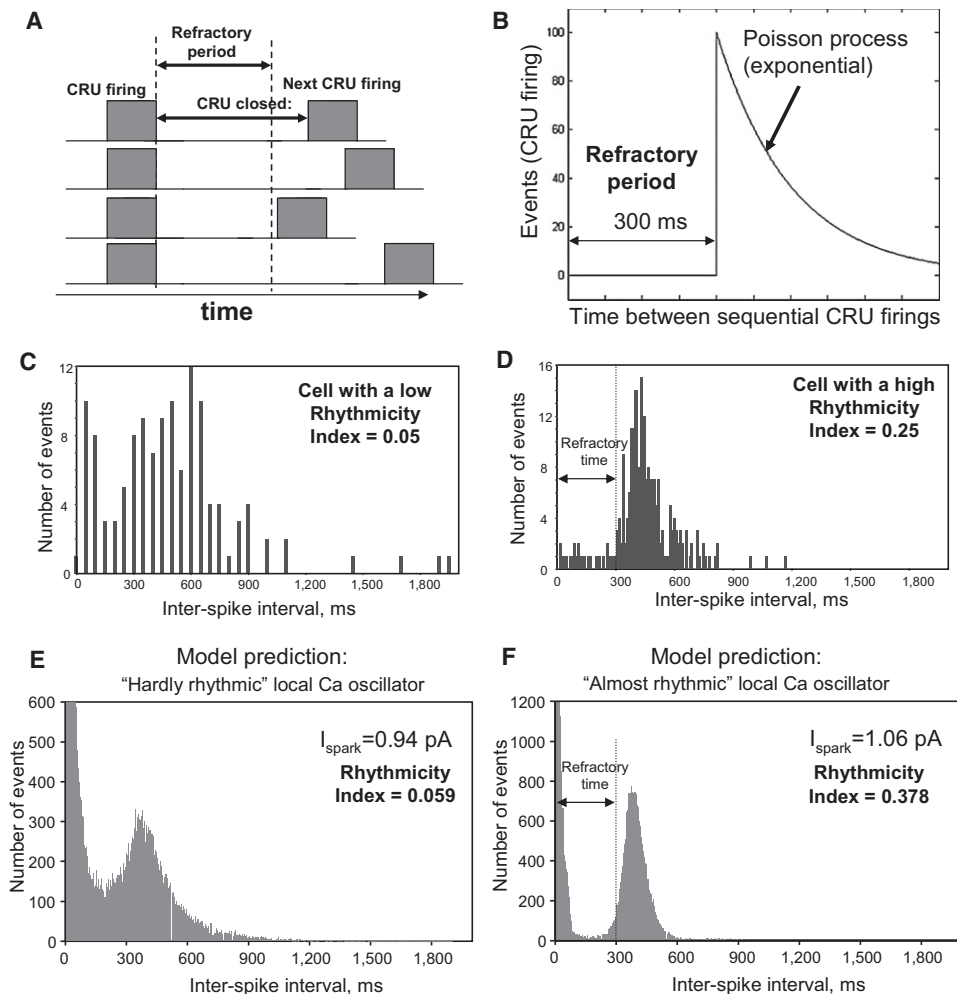 A
Refractory
period
CRU firing
Next CRU firing
CRU closed:
time
B
100
80
60
40
20
0
Events (CRU firing)
Poisson process
(exponential)
Refractory
period
300 ms
Time between sequential CRU firings
C
12
8
4
0
Number of events
Cell with a low
Rhythmicity
Index = 0.05
0 300 600 900 1,200 1,500 1,800
Inter-spike interval, ms
D
16
12
8
4
0
Number of events
Refractory
time
Cell with a high
Rhythmicity
Index = 0.25
0 300 600 900 1,200 1,500 1,800
Inter-spike interval, ms
E
Model prediction:
“Hardly rhythmic” local Ca oscillator
600
500
400
300
200
100
0
Number of events
Ispark=0.94 pA
Rhythmicity
Index = 0.059
0 300 600 900 1,200 1,500 1,800
Inter-spike interval, ms
F
Model prediction:
“Almost rhythmic” local Ca oscillator
1200
1000
800
600
400
200
0
Number of events
Refractory
time
Ispark=1.06 pA
Rhythmicity
Index = 0.378
0 300 600 900 1,200 1,500 1,800
Inter-spike interval, ms